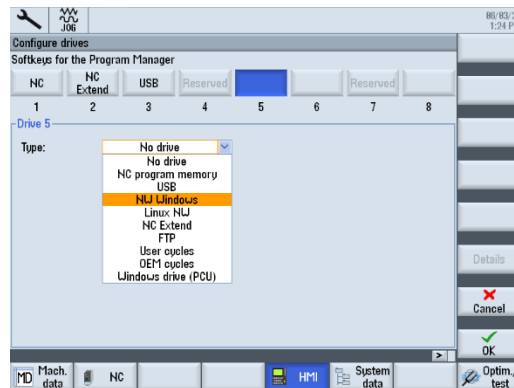 JOG
1:24 P
Configure drives
Softkeys for the Program Manager
NC
NC Extend
USB
Reserved
Reserved
1 2 3 4 5 6 7 8
Drive 5
Type:
No drive
No drive
NC program memory
USB
NW Windows
Linux NW
NC Extend
FTP
User cycles
OEM cycles
Windows drive (PCU)
Details
Cancel
OK
>
MD Mach. data
NC
HMI
System data
Optim./ test